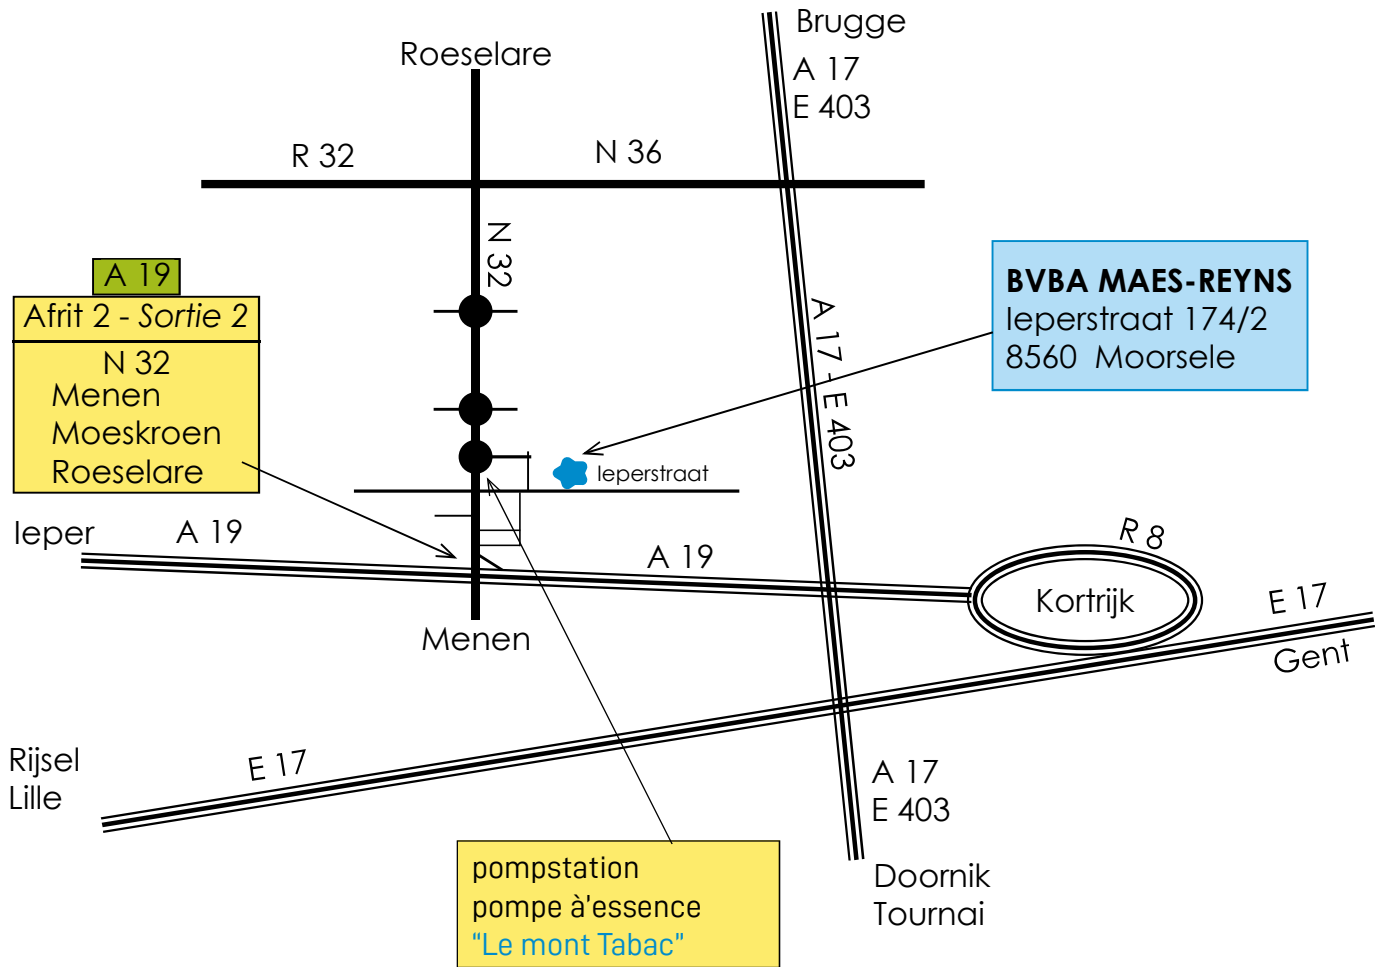 Brugge
A 17
E 403
Roeselare
R 32
N 36
N 32
A 19
Afrit 2 - Sortie 2
N 32
Menen
Moeskroen
Roeselare
BVBA MAES-REYNS
Ieperstraat 174/2
8560 Moorsele
A 17 - E 403
Ieperstraat
Ieper
A 19
A 19
R 8
Kortrijk
E 17
Gent
Menen
Rijsel
Lille
E 17
A 17
E 403
Doornik
Tournai
pompstation
pompe à'essence
"Le mont Tabac"